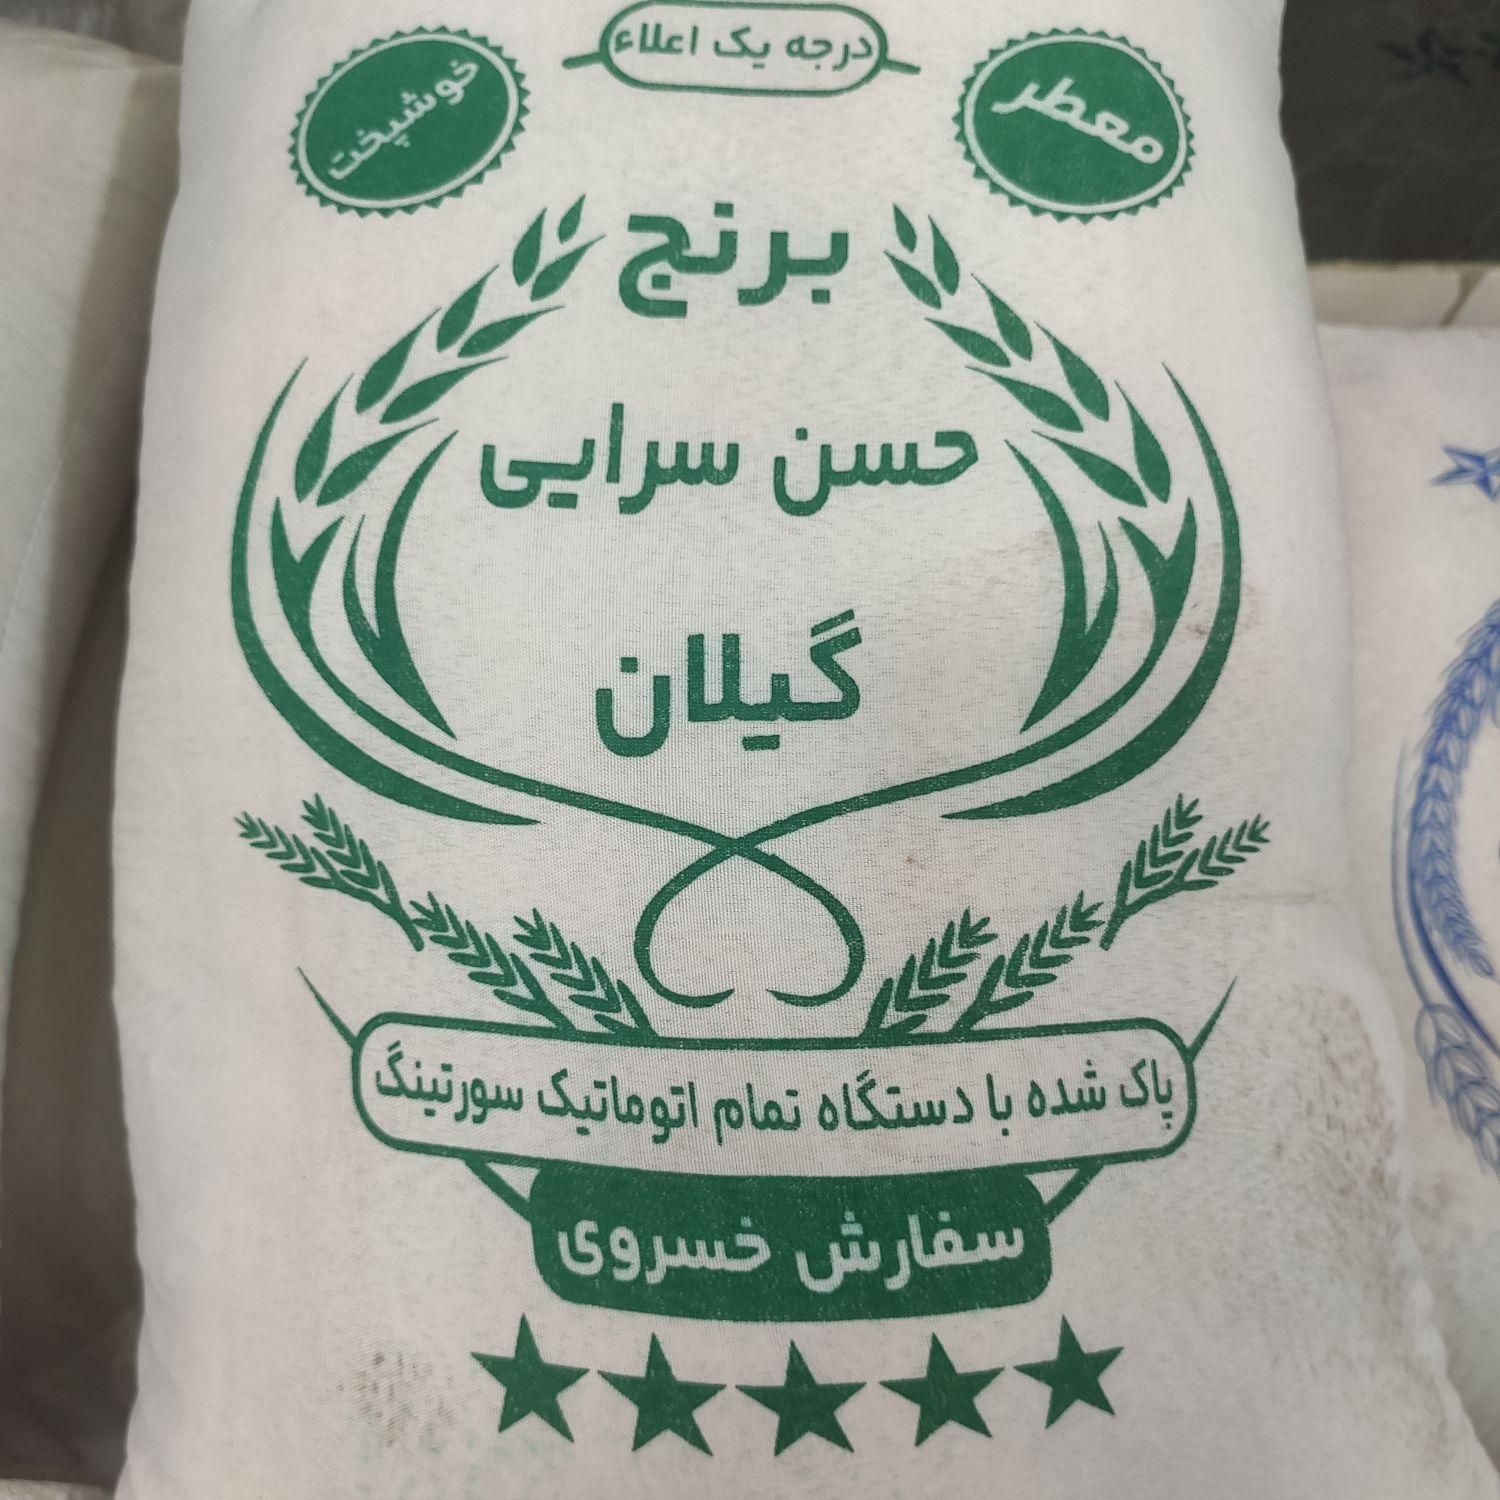 درجه یک اعلاء
معطر
خوشپخت
برنج
حسن سرایی
گیلان
پاک شده با دستگاه تمام اتوماتیک سورتینگ
سفارش خسروی